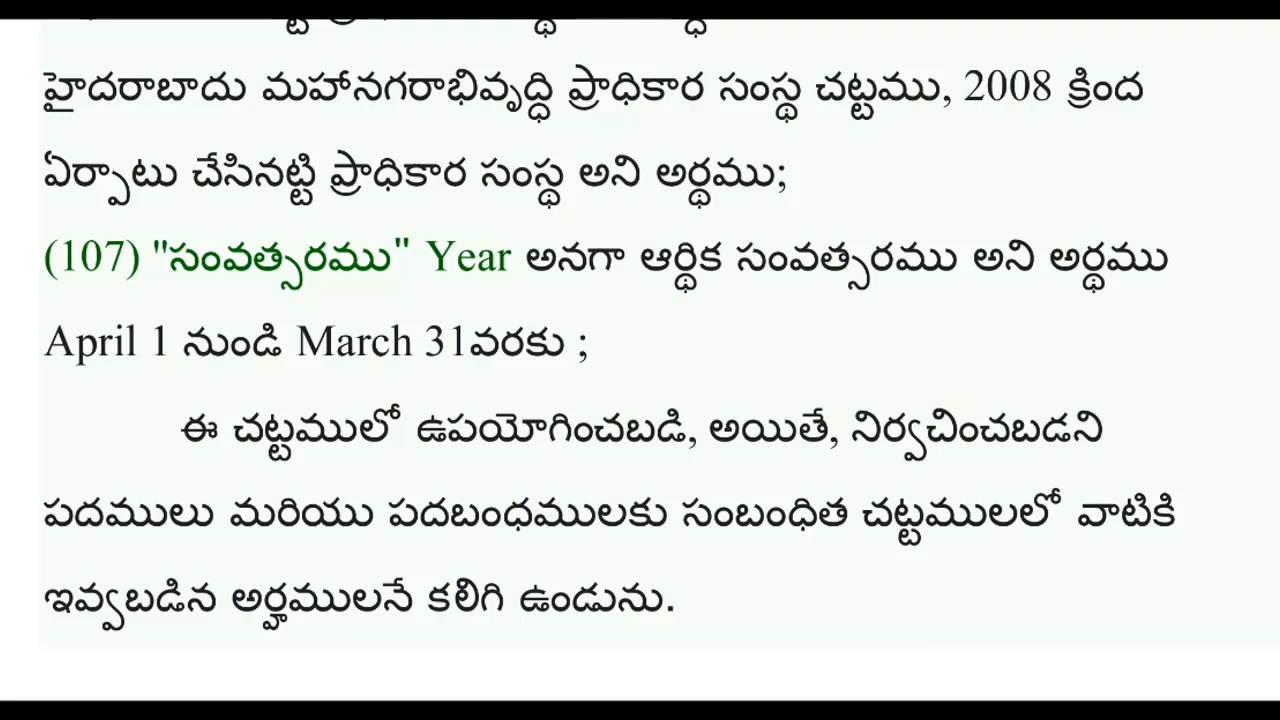 హైదరాబాదు మహానగరాభివృద్ధి ప్రాధికార సంస్థ చట్టము, 2008 క్రింద
ఏర్పాటు చేసినట్టి ప్రాధికార సంస్థ అని అర్థము;
(107) "సంవత్సరము" Year అనగా ఆర్థిక సంవత్సరము అని అర్థము
April 1 నుండి March 31వరకు ;
ఈ చట్టములో ఉపయోగించబడి, అయితే, నిర్వచించబడని
పదములు మరియు పదబంధములకు సంబంధిత చట్టములలో వాటికి
ఇవ్వబడిన అర్హములనే కలిగి ఉండును.